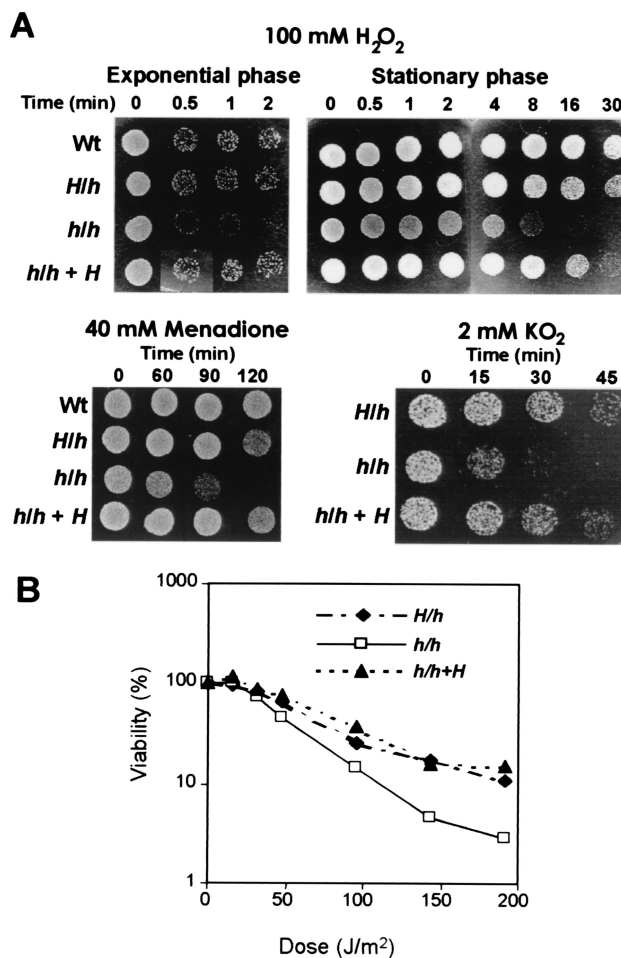 A
100 mM H2O2
Exponential phase Stationary phase
Time (min) 0 0.5 1 2 0 0.5 1 2 4 8 16 30
Wt
H/h
h/h
h/h + H
40 mM Menadione
Time (min)
0 60 90 120
Wt
H/h
h/h
h/h + H
2 mM KO2
Time (min)
0 15 30 45
H/h
h/h
h/h + H
B
1000
100
10
1
Viability (%)
H/h
h/h
h/h+H
0 50 100 150 200
Dose (J/m2)